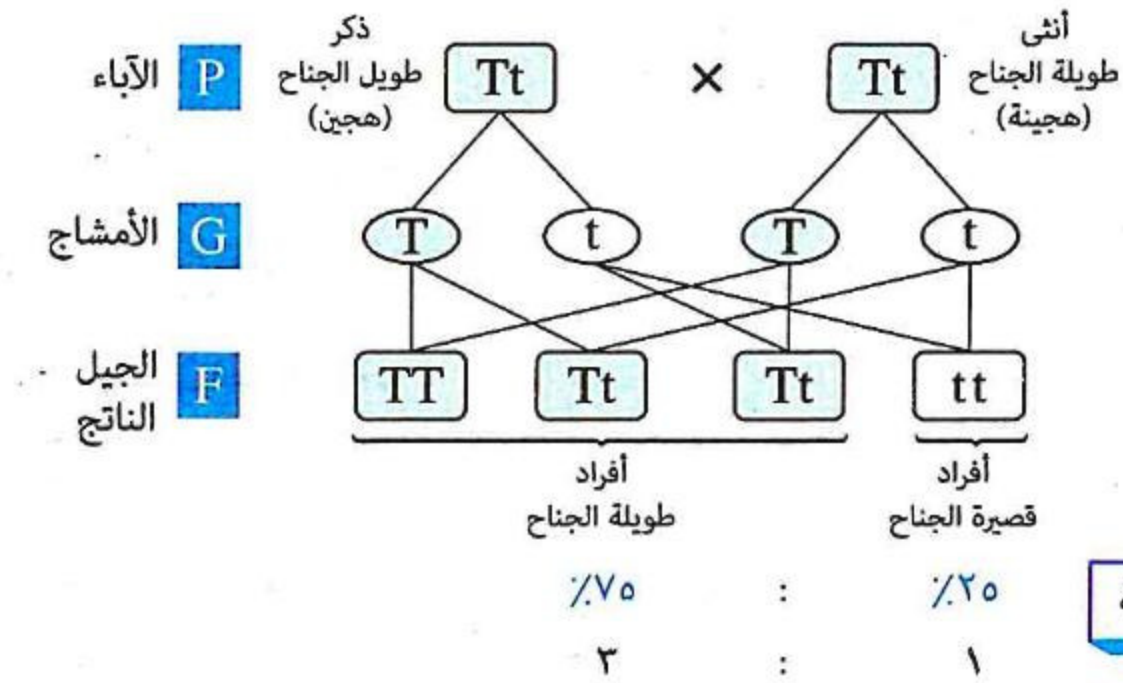 أنثى
طويلة الجناح
(هجينة)
Tt
×
Tt
ذكر
طويل الجناح
(هجين)
P
الآباء
T
t
T
t
G
الأمشاج
TT
Tt
Tt
tt
F
الجيل
الناتج
أفراد
قصيرة الجناح
أفراد
طويلة الجناح
٢٥٪ : ٧٥٪
١ : ٣